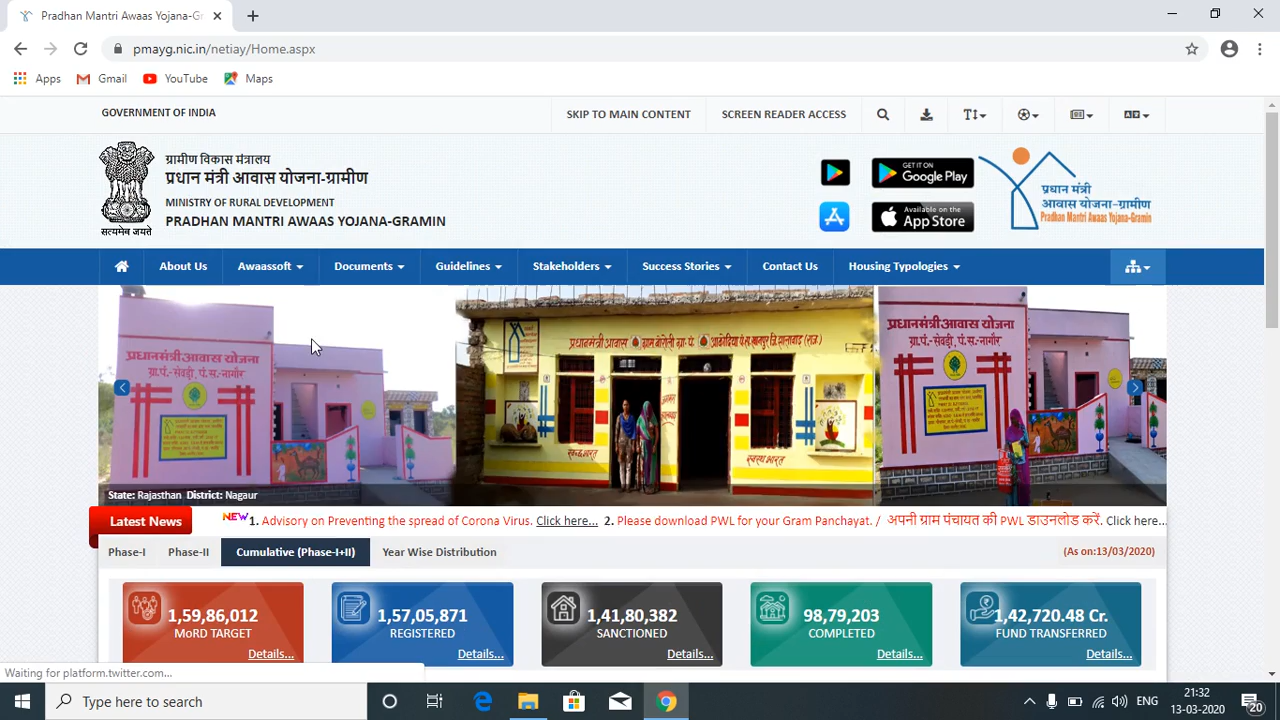 Pradhan Mantri Awaas Yojana-G
pmayg.nic.in/netiay/Home.aspx
Apps Gmail YouTube Maps
GOVERNMENT OF INDIA SKIP TO MAIN CONTENT SCREEN READER ACCESS
ग्रामीण विकास मंत्रालय
प्रधान मंत्री आवास योजना-ग्रामीण
MINISTRY OF RURAL DEVELOPMENT
PRADHAN MANTRI AWAAS YOJANA-GRAMIN
सत्यमेव जयते
GET IT ON
Google Play
Available on the
App Store
प्रधान मंत्री
आवास योजना-ग्रामीण
Pradhan Mantri Awaas Yojana-Gramin
About Us Awaassoft Documents Guidelines Stakeholders Success Stories Contact Us Housing Typologies
प्रधानमंत्री आवास योजना
ग्रा.पं.-सेवड़ी, पं.स.-नागौर
प्रधानमंत्री आवास योजना
ग्रा.पं.-सेवड़ी, पं.स.-नागौर
State: Rajasthan District: Nagaur
Latest News NEW 1. Advisory on Preventing the spread of Corona Virus. Click here... 2. Please download PWL for your Gram Panchayat. / अपनी ग्राम पंचायत की PWL डाउनलोड करें. Click here...
Phase-I Phase-II Cumulative (Phase-I+II) Year Wise Distribution (As on:13/03/2020)
1,59,86,012
MoRD TARGET
Details...
1,57,05,871
REGISTERED
Details...
1,41,80,382
SANCTIONED
Details...
98,79,203
COMPLETED
Details...
1,42,720.48 Cr.
FUND TRANSFERRED
Details...
Waiting for platform.twitter.com...
Type here to search
ENG
21:32
13-03-2020
20